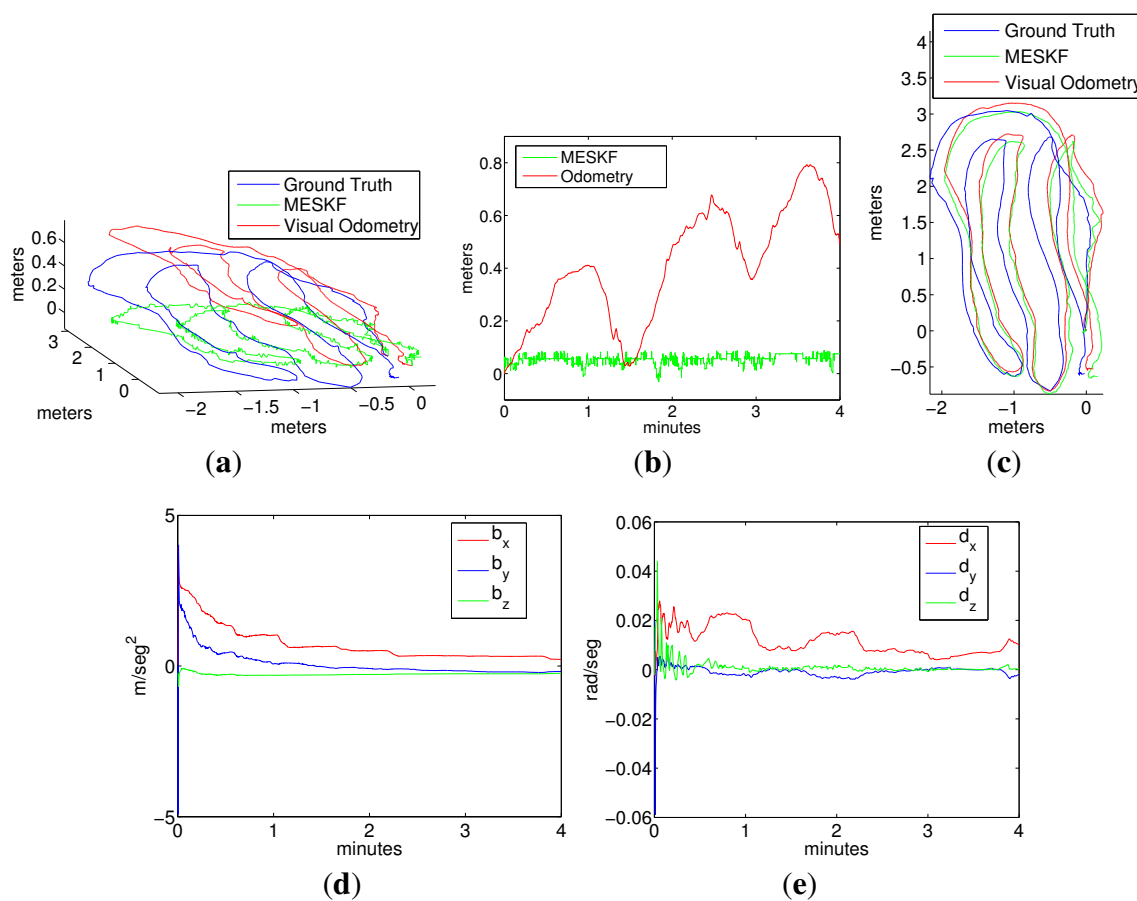 Ground Truth
MESKF
Visual Odometry
0.6
0.4
0.2
0
meters
3
2
1
0
meters
−2
−1.5
−1
−0.5
0
meters
(a)
MESKF
Odometry
0.8
0.6
0.4
0.2
0
meters
0
1
2
3
4
minutes
(b)
Ground Truth
MESKF
Visual Odometry
4
3.5
3
2.5
2
1.5
1
0.5
0
−0.5
meters
−2
−1
0
meters
(c)
5
0
−5
m/seg²
b_x
b_y
b_z
0
1
2
3
4
minutes
(d)
0.06
0.04
0.02
0
−0.02
−0.04
−0.06
rad/seg
d_x
d_y
d_z
0
1
2
3
4
minutes
(e)